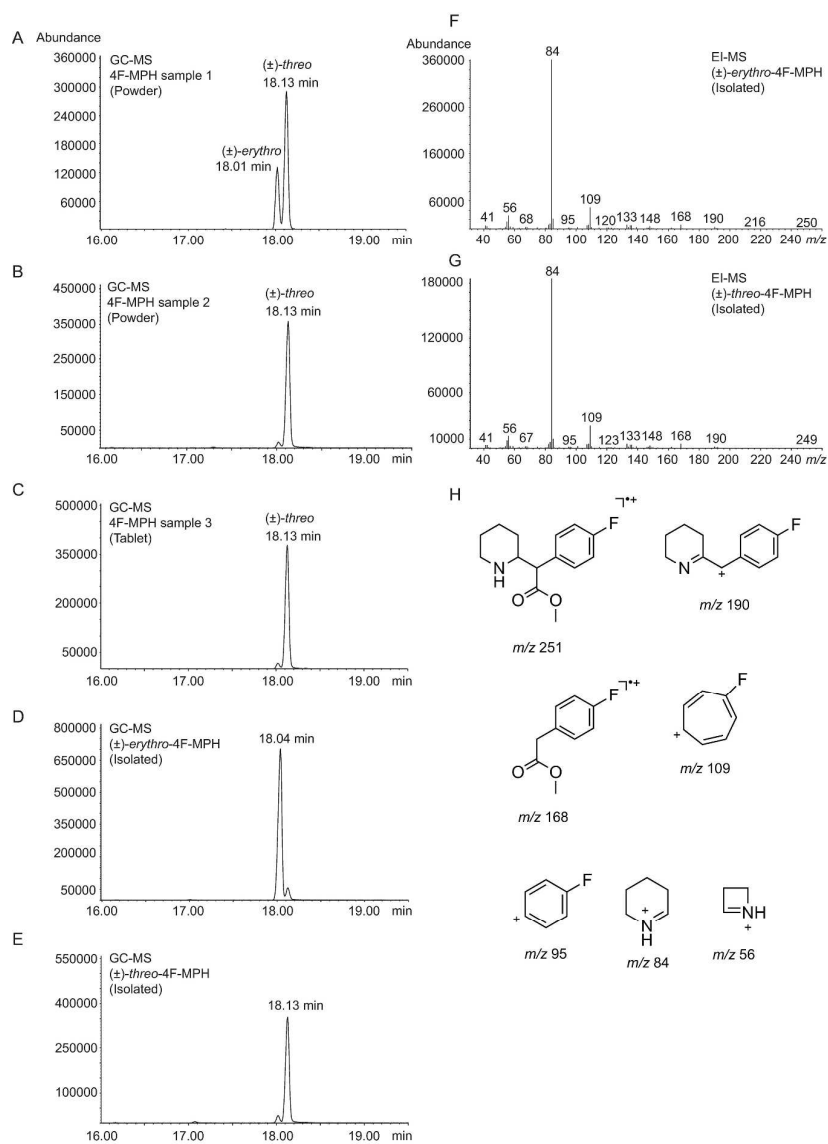 A
Abundance
360000
300000
240000
180000
120000
60000
GC-MS
4F-MPH sample 1
(Powder)
(±)-threo
18.13 min
(±)-erythro
18.01 min
16.00 17.00 18.00 19.00 min
B
450000
350000
250000
150000
50000
GC-MS
4F-MPH sample 2
(Powder)
(±)-threo
18.13 min
16.00 17.00 18.00 19.00 min
C
500000
350000
200000
50000
GC-MS
4F-MPH sample 3
(Tablet)
(±)-threo
18.13 min
16.00 17.00 18.00 19.00 min
D
800000
650000
500000
350000
200000
50000
GC-MS
(±)-erythro-4F-MPH
(Isolated)
18.04 min
16.00 17.00 18.00 19.00 min
E
550000
400000
250000
100000
GC-MS
(±)-threo-4F-MPH
(Isolated)
18.13 min
16.00 17.00 18.00 19.00 min
F
Abundance
360000
260000
160000
60000
EI-MS
(±)-erythro-4F-MPH
(Isolated)
84
41 56 68 95 109 120 133 148 168 190 216 250
40 60 80 100 120 140 160 180 200 220 240 m/z
G
180000
120000
60000
10000
EI-MS
(±)-threo-4F-MPH
(Isolated)
84
41 56 67 95 109 123 133 148 168 190 249
40 60 80 100 120 140 160 180 200 220 240 m/z
H
F
•+
N
H
O
O
m/z 251
F
N
+
m/z 190
F
•+
O
O
m/z 168
F
+
m/z 109
F
+
m/z 95
+
N
H
m/z 84
NH
+
m/z 56